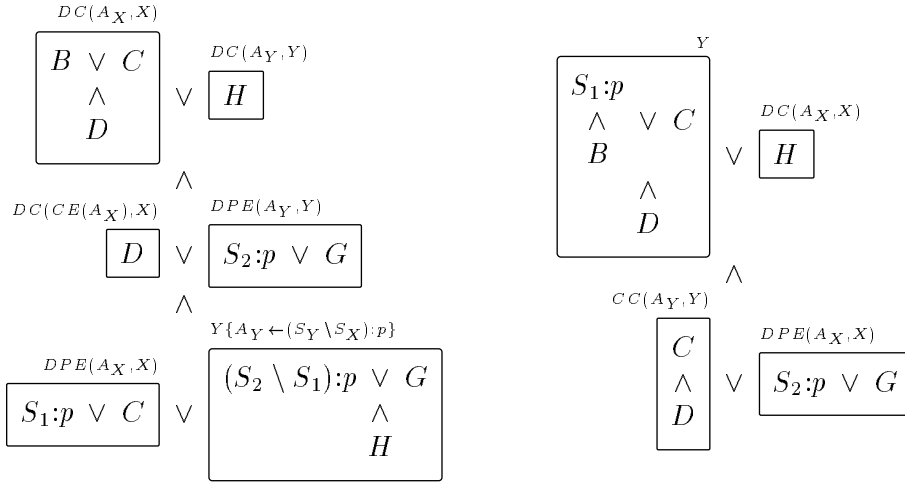 DC(A_X, X)
B ∨ C
∧
D
∨
DC(A_Y, Y)
H
∧
DC(CE(A_X), X)
D
∨
DPE(A_Y, Y)
S_2:p ∨ G
∧
DPE(A_X, X)
S_1:p ∨ C
∨
Y{A_Y ← (S_Y \ S_X):p}
(S_2 \ S_1):p ∨ G
∧
H
Y
S_1:p
∧ ∨ C
B
∧
D
∨
DC(A_X, X)
H
∧
CC(A_Y, Y)
C
∧
D
∨
DPE(A_X, X)
S_2:p ∨ G